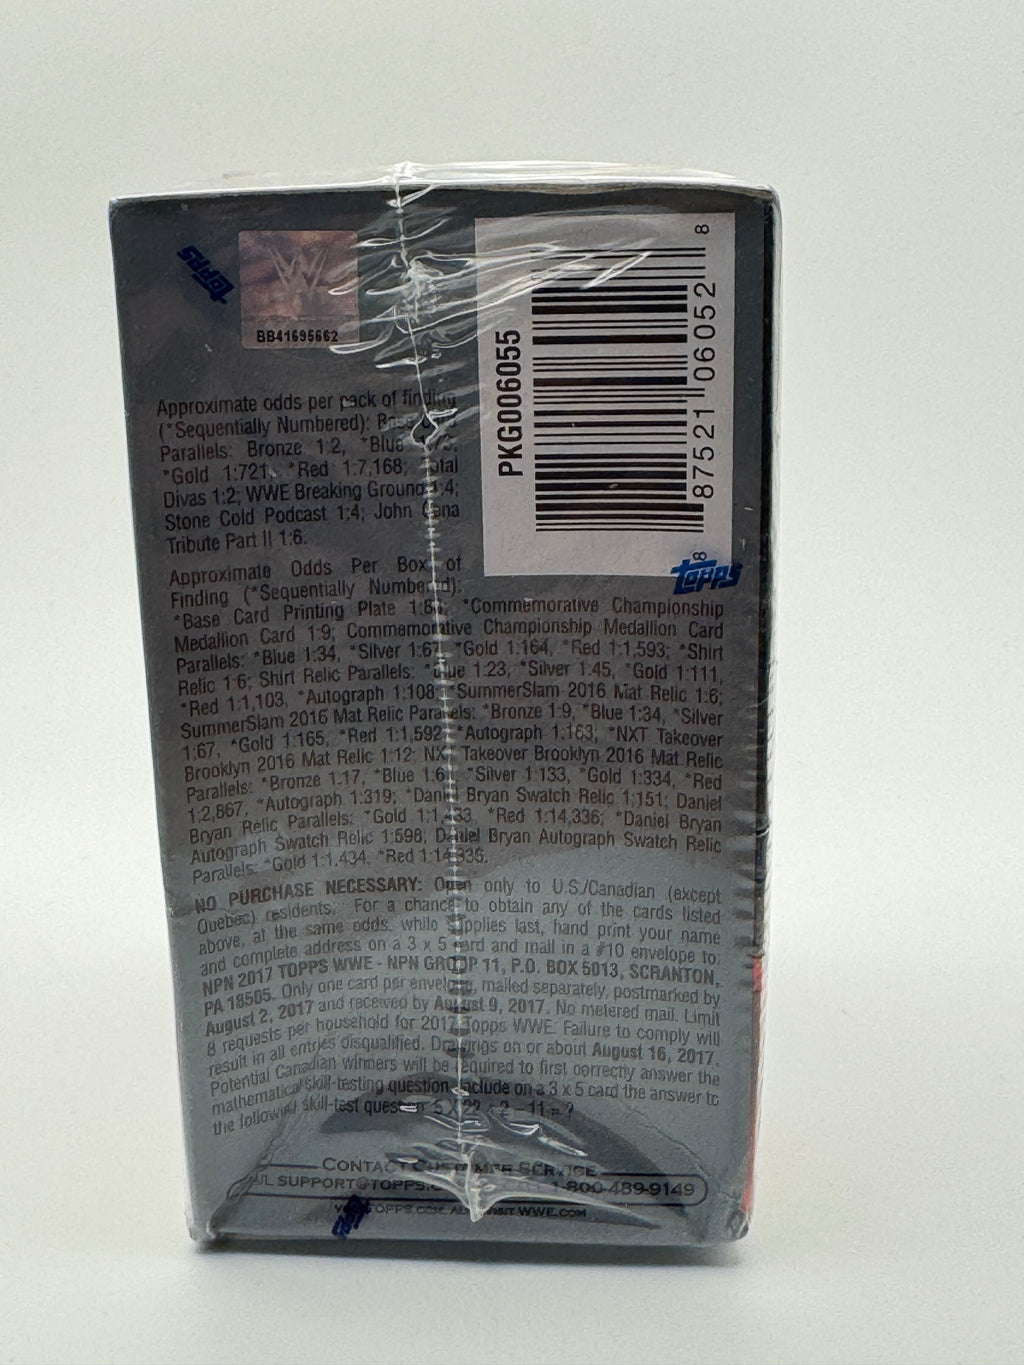 TOPPS
W
BB41695662
PKG006055
8 87521 06052 8
TOPPS
Approximate odds per pack of finding
(*Sequentially Numbered): Base
Parallels: Bronze 1:2, *Blue
*Gold 1:721, *Red 1:7,168; Total
Divas 1:2; WWE Breaking Ground 1:4;
Stone Cold Podcast 1:4; John Cena
Tribute Part II 1:6.
Approximate Odds Per Box of
Finding (*Sequentially Numbered):
*Base Card Printing Plate *Commemorative Championship
Medallion Card 1:9; Commemorative Championship Medallion Card
Parallels: *Blue 1:34, *Silver 1:67, *Gold 1:164, *Red 1:1,593; *Shirt
Relic 1:6; Shirt Relic Parallels: *Blue 1:23, *Silver 1:45, *Gold 1:111,
*Red 1:1,103, *Autograph 1:108; *SummerSlam 2016 Mat Relic 1:6;
SummerSlam 2016 Mat Relic Parallels: *Bronze 1:9, *Blue 1:34, *Silver
1:67, *Gold 1:165, *Red 1:1,592, *Autograph 1:163; *NXT Takeover
Brooklyn 2016 Mat Relic 1:12; NXT Takeover Brooklyn 2016 Mat Relic
Parallels: *Bronze 1:17, *Blue *Silver 1:133, *Gold 1:334, *Red
1:2,867, *Autograph 1:319; *Daniel Bryan Swatch Relic 1:151; Daniel
Bryan Relic Parallels: *Gold 1:1,433, *Red 1:14,336; *Daniel Bryan
Autograph Swatch Relic 1:598; Daniel Bryan Autograph Swatch Relic
Parallels: *Gold 1:1,434, *Red 1:14,336.
NO PURCHASE NECESSARY: Open only to U.S./Canadian (except
Quebec) residents. For a chance to obtain any of the cards listed
above, at the same odds, while supplies last, hand print your name
and complete address on a 3 x 5 card and mail in a #10 envelope to:
NPN 2017 TOPPS WWE - NPN GROUP 11, P.O. BOX 5013, SCRANTON,
PA 18505. Only one card per envelope, mailed separately, postmarked by
August 2, 2017 and received by August 9, 2017. No metered mail. Limit
8 requests per household for 2017 Topps WWE. Failure to comply will
result in all entries disqualified. Drawings on or about August 16, 2017.
Potential Canadian winners will be required to first correctly answer the
mathematical skill-testing question. Include on a 3 x 5 card the answer to
the following skill-test question: 11 = ?
CONTACT CUSTOMER SERVICE
SUPPORT@TOPPS. 1-800-489-9149
TOPPS.COM. ALSO VISIT WWE.COM
TOPPS